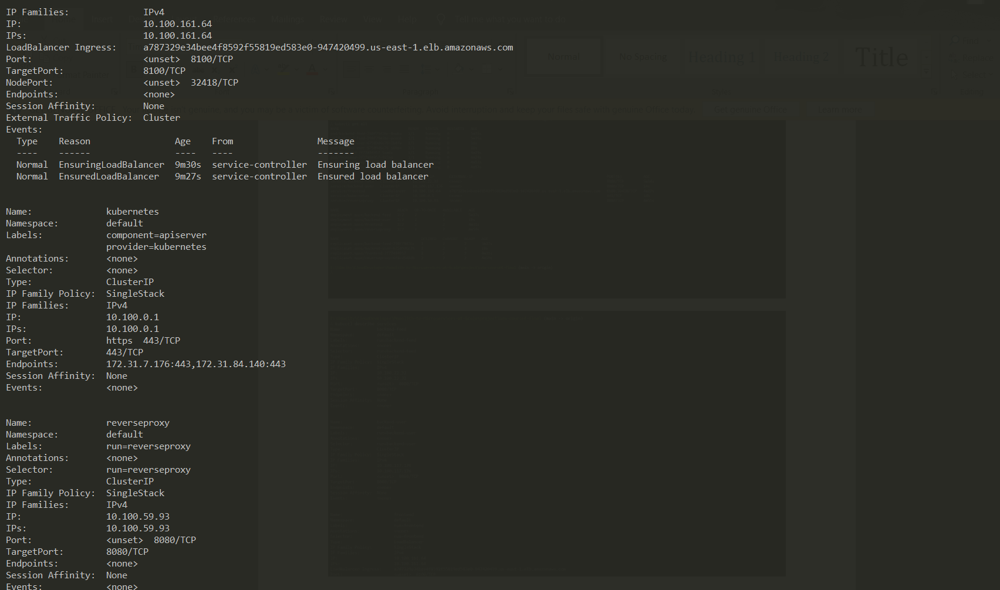 IP Families: IPv4
IP: 10.100.161.64
IPs: 10.100.161.64
LoadBalancer Ingress: a787329e34bee4f8592f55819ed583e0-947420499.us-east-1.elb.amazonaws.com
Port: <unset> 8100/TCP
TargetPort: 8100/TCP
NodePort: <unset> 32418/TCP
Endpoints: <none>
Session Affinity: None
External Traffic Policy: Cluster
Events:
Type Reason Age From Message
---- ------ ---- ---- -------
Normal EnsuringLoadBalancer 9m30s service-controller Ensuring load balancer
Normal EnsuredLoadBalancer 9m27s service-controller Ensured load balancer
Name: kubernetes
Namespace: default
Labels: component=apiserver
provider=kubernetes
Annotations: <none>
Selector: <none>
Type: ClusterIP
IP Family Policy: SingleStack
IP Families: IPv4
IP: 10.100.0.1
IPs: 10.100.0.1
Port: https 443/TCP
TargetPort: 443/TCP
Endpoints: 172.31.7.176:443,172.31.84.140:443
Session Affinity: None
Events: <none>
Name: reverseproxy
Namespace: default
Labels: run=reverseproxy
Annotations: <none>
Selector: run=reverseproxy
Type: ClusterIP
IP Family Policy: SingleStack
IP Families: IPv4
IP: 10.100.59.93
IPs: 10.100.59.93
Port: <unset> 8080/TCP
TargetPort: 8080/TCP
Endpoints: <none>
Session Affinity: None
Events: <none>
Normal
No Spacing
Heading 1
Heading 2
Title